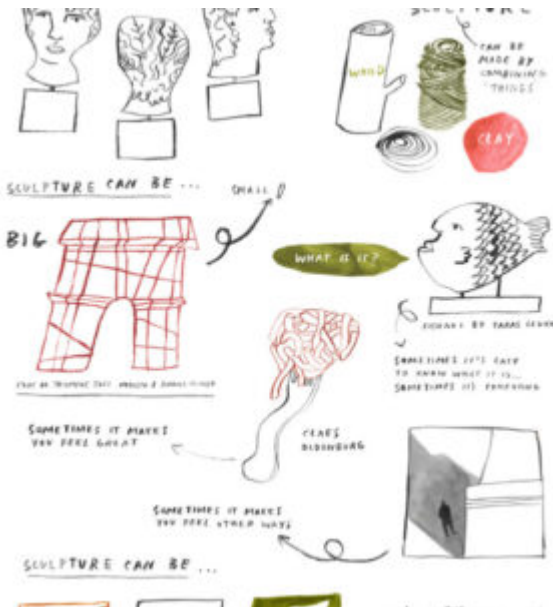 SCULPTURE
CAN BE
MADE BY
COMBINING
THINGS
WOOD
CLAY
SCULPTURE CAN BE ...
SMALL
BIG
WHAT IS IT?
SOMETIMES IT'S EASY
TO KNOW WHAT IT IS...
SOMETIMES IT'S CONFUSING
SOMETIMES IT MAKES
YOU FEEL GREAT
CLAES
OLDENBURG
SOMETIMES IT MAKES
YOU FEEL OTHER WAYS
SCULPTURE CAN BE ...